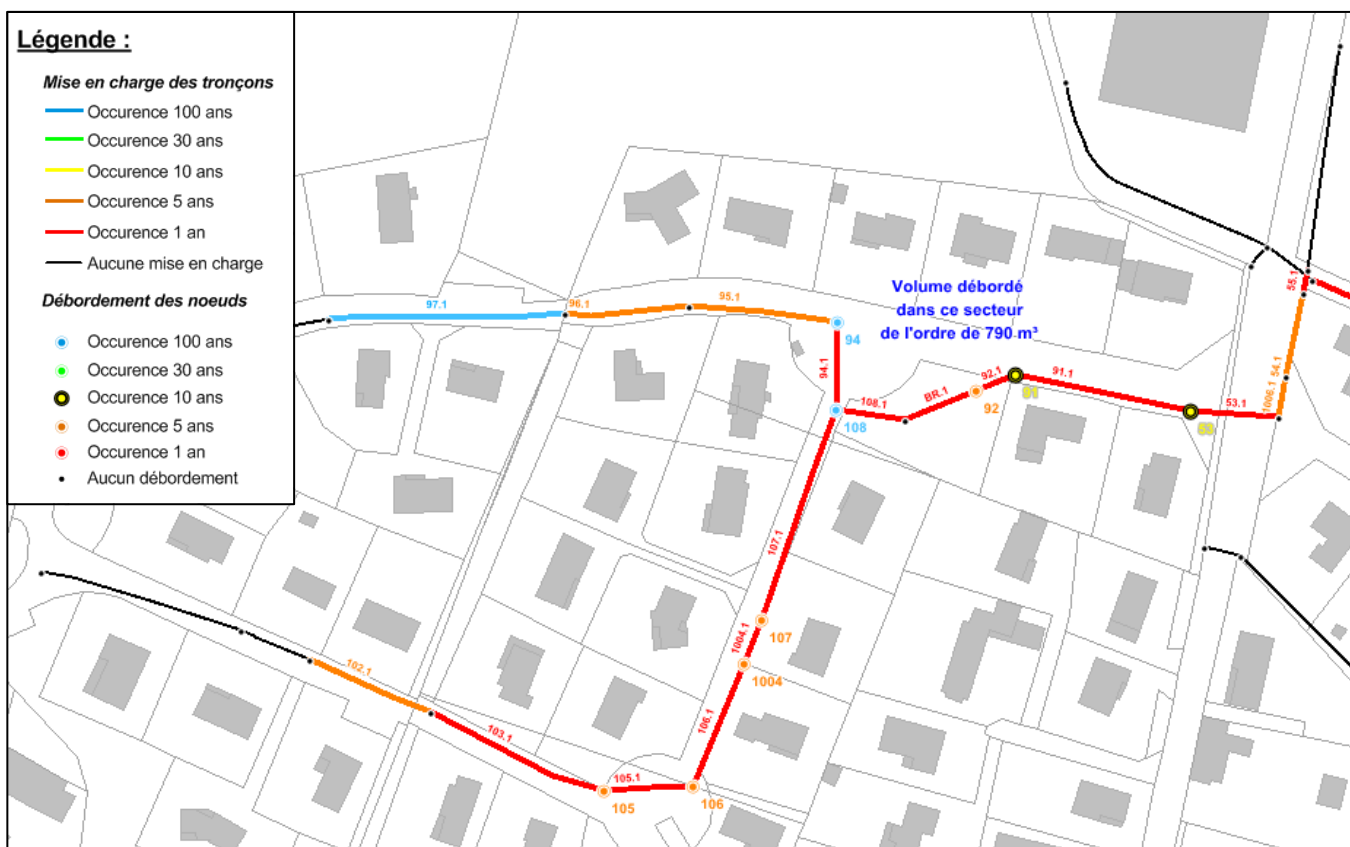 Légende :
Mise en charge des tronçons
Occurence 100 ans
Occurence 30 ans
Occurence 10 ans
Occurence 5 ans
Occurence 1 an
Aucune mise en charge
Débordement des noeuds
Occurence 100 ans
Occurence 30 ans
Occurence 10 ans
Occurence 5 ans
Occurence 1 an
Aucun débordement
Volume débordé
dans ce secteur
de l'ordre de 790 m³
97.1
96.1
95.1
94
94.1
108
108.1
BR.1
92.1
92
91
91.1
53
53.1
1006.1
54.1
55.1
107.1
107
1004.1
1004
106.1
106
105.1
105
103.1
102.1